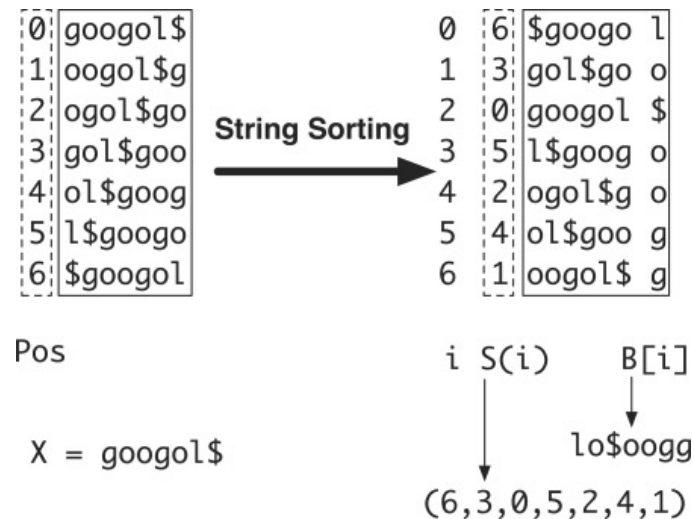 0 googol$ 0 6 $googo l
1 oogol$g 1 3 gol$go o
2 ogol$go 2 0 googol $
String Sorting
3 gol$goo 3 5 l$goog o
4 ol$goog 4 2 ogol$g o
5 l$googo 5 4 ol$goo g
6 $googol 6 1 oogol$ g
Pos i S(i) B[i]
X = googol$ lo$oogg
(6,3,0,5,2,4,1)